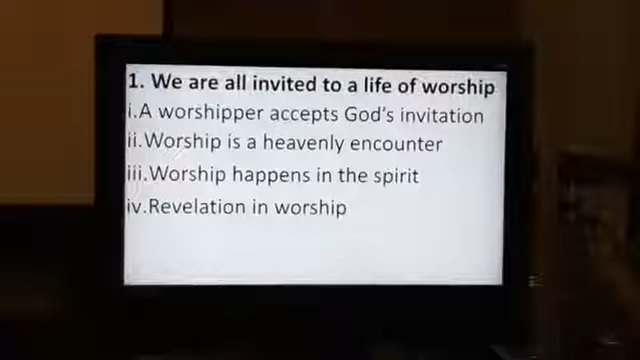 1. We are all invited to a life of worship
i.A worshipper accepts God's invitation
ii.Worship is a heavenly encounter
iii.Worship happens in the spirit
iv.Revelation in worship